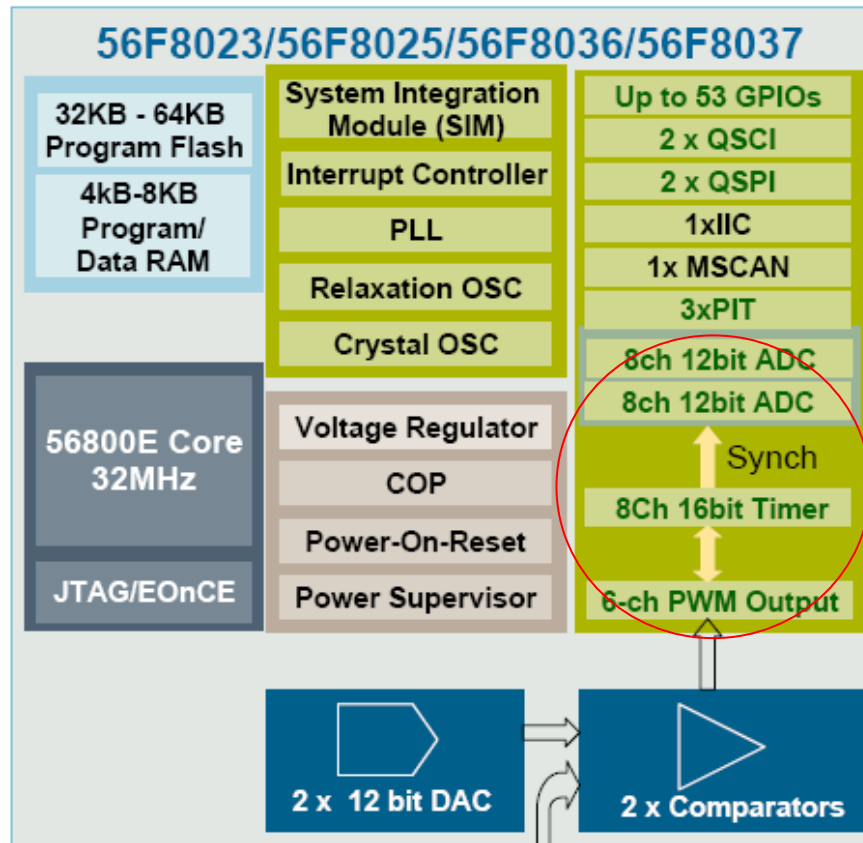 56F8023/56F8025/56F8036/56F8037
32KB - 64KB
Program Flash
4kB-8KB
Program/
Data RAM
56800E Core
32MHz
JTAG/EOnCE
System Integration
Module (SIM)
Interrupt Controller
PLL
Relaxation OSC
Crystal OSC
Voltage Regulator
COP
Power-On-Reset
Power Supervisor
Up to 53 GPIOs
2 x QSCI
2 x QSPI
1xIIC
1x MSCAN
3xPIT
8ch 12bit ADC
8ch 12bit ADC
Synch
8Ch 16bit Timer
6-ch PWM Output
2 x 12 bit DAC
2 x Comparators